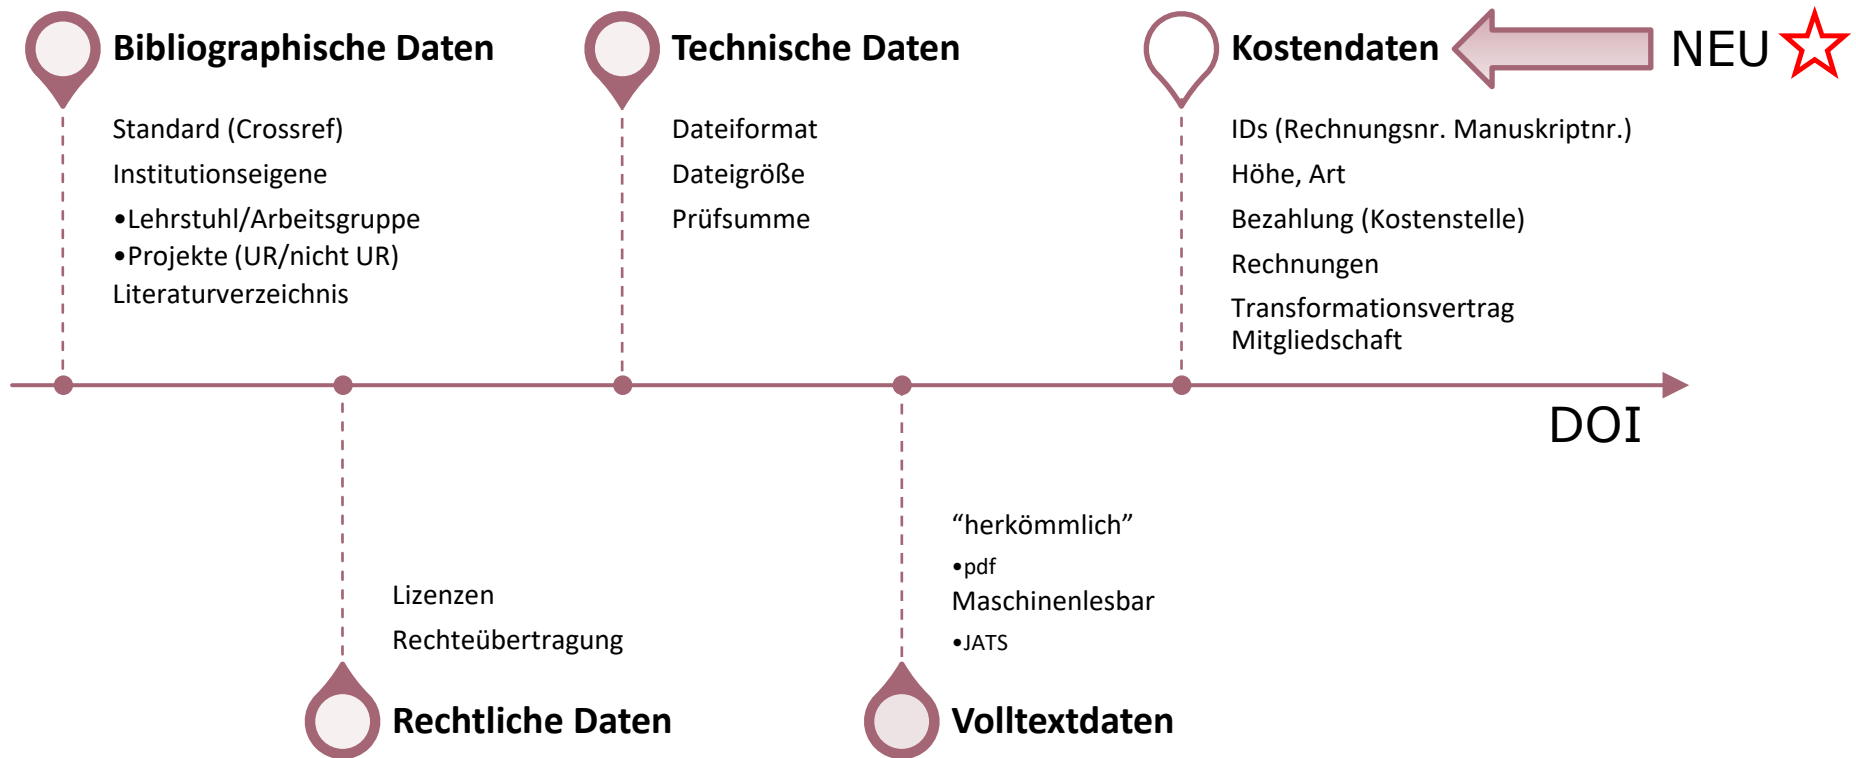 Bibliographische Daten
Standard (Crossref)
Institutionseigene
•Lehrstuhl/Arbeitsgruppe
•Projekte (UR/nicht UR)
Literaturverzeichnis
Technische Daten
Dateiformat
Dateigröße
Prüfsumme
Kostendaten
NEU
IDs (Rechnungsnr. Manuskriptnr.)
Höhe, Art
Bezahlung (Kostenstelle)
Rechnungen
Transformationsvertrag
Mitgliedschaft
DOI
Lizenzen
Rechteübertragung
Rechtliche Daten
“herkömmlich”
•pdf
Maschinenlesbar
•JATS
Volltextdaten